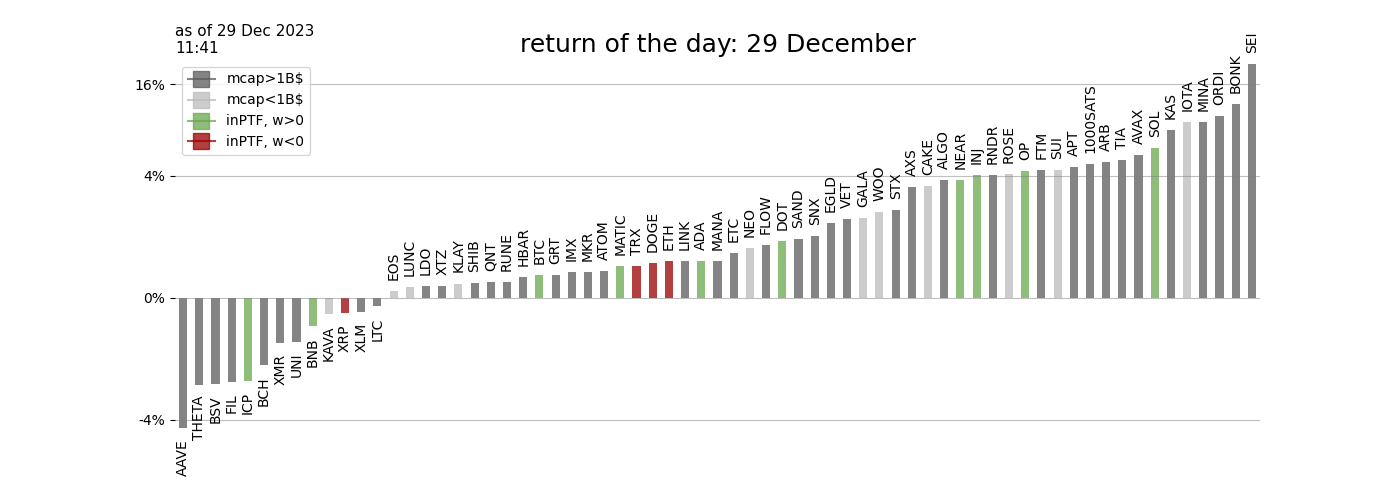 as of 29 Dec 2023
11:41
return of the day: 29 December
mcap>1B$
mcap<1B$
inPTF, w>0
inPTF, w<0
16%
4%
0%
-4%
AAVE
THETA
BSV
FIL
ICP
BCH
XMR
UNI
BNB
KAVA
XRP
XLM
LTC
EOS
LUNC
LDO
XTZ
KLAY
SHIB
QNT
RUNE
HBAR
BTC
GRT
IMX
MKR
ATOM
MATIC
TRX
DOGE
ETH
LINK
ADA
MANA
ETC
NEO
FLOW
DOT
SAND
SNX
EGLD
VET
GALA
WOO
STX
AXS
CAKE
ALGO
NEAR
INJ
RNDR
ROSE
OP
FTM
SUI
APT
1000SATS
ARB
TIA
AVAX
SOL
KAS
IOTA
MINA
ORDI
BONK
SEI